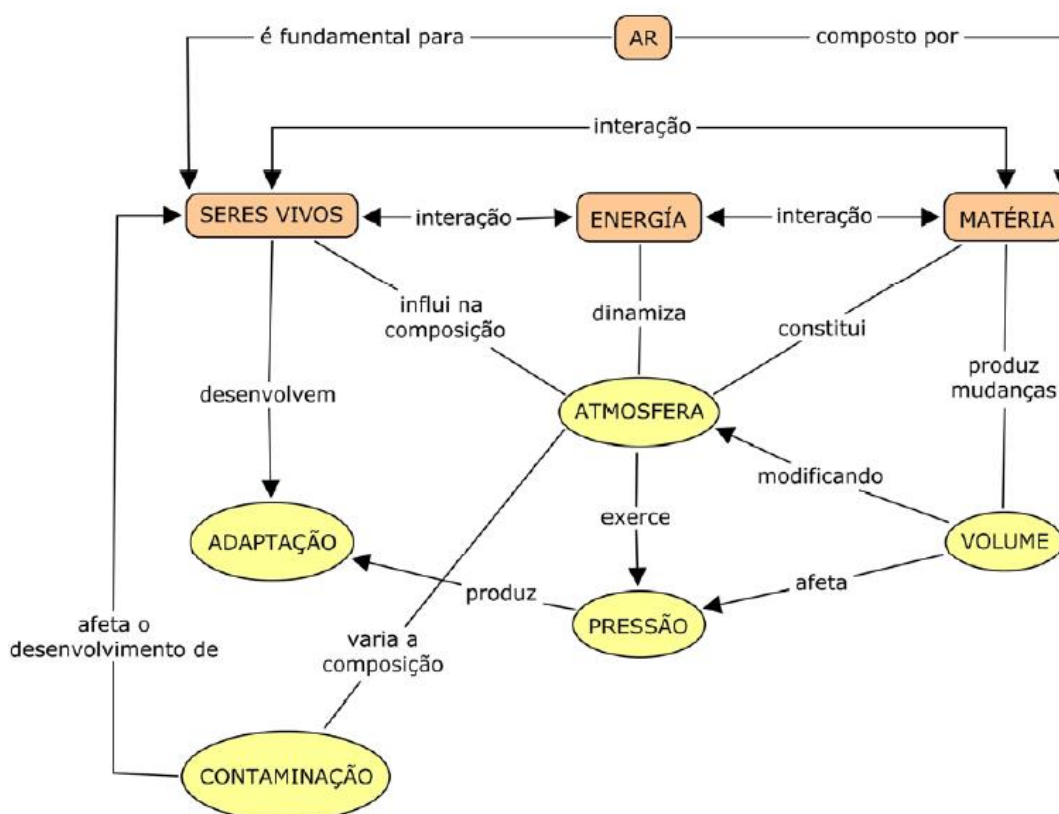 é fundamental para
AR
composto por
interação
SERES VIVOS
interação
ENERGÍA
interação
MATÉRIA
influi na
composição
dinamiza
constitui
produz
mudanças
desenvolvem
ATMOSFERA
modificando
exerce
ADAPTAÇÃO
VOLUME
afeta
produz
PRESSÃO
afeta o
desenvolvimento de
varia a
composição
CONTAMINAÇÃO